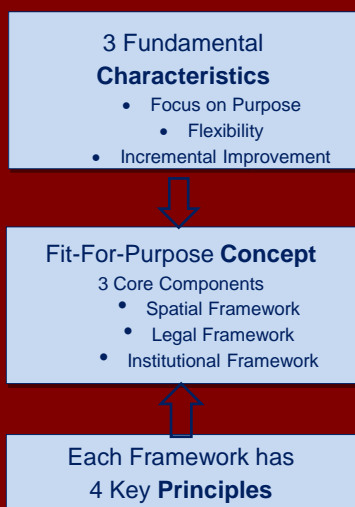 3 Fundamental
Characteristics
• Focus on Purpose
• Flexibility
• Incremental Improvement
Fit-For-Purpose Concept
3 Core Components
• Spatial Framework
• Legal Framework
• Institutional Framework
Each Framework has
4 Key Principles